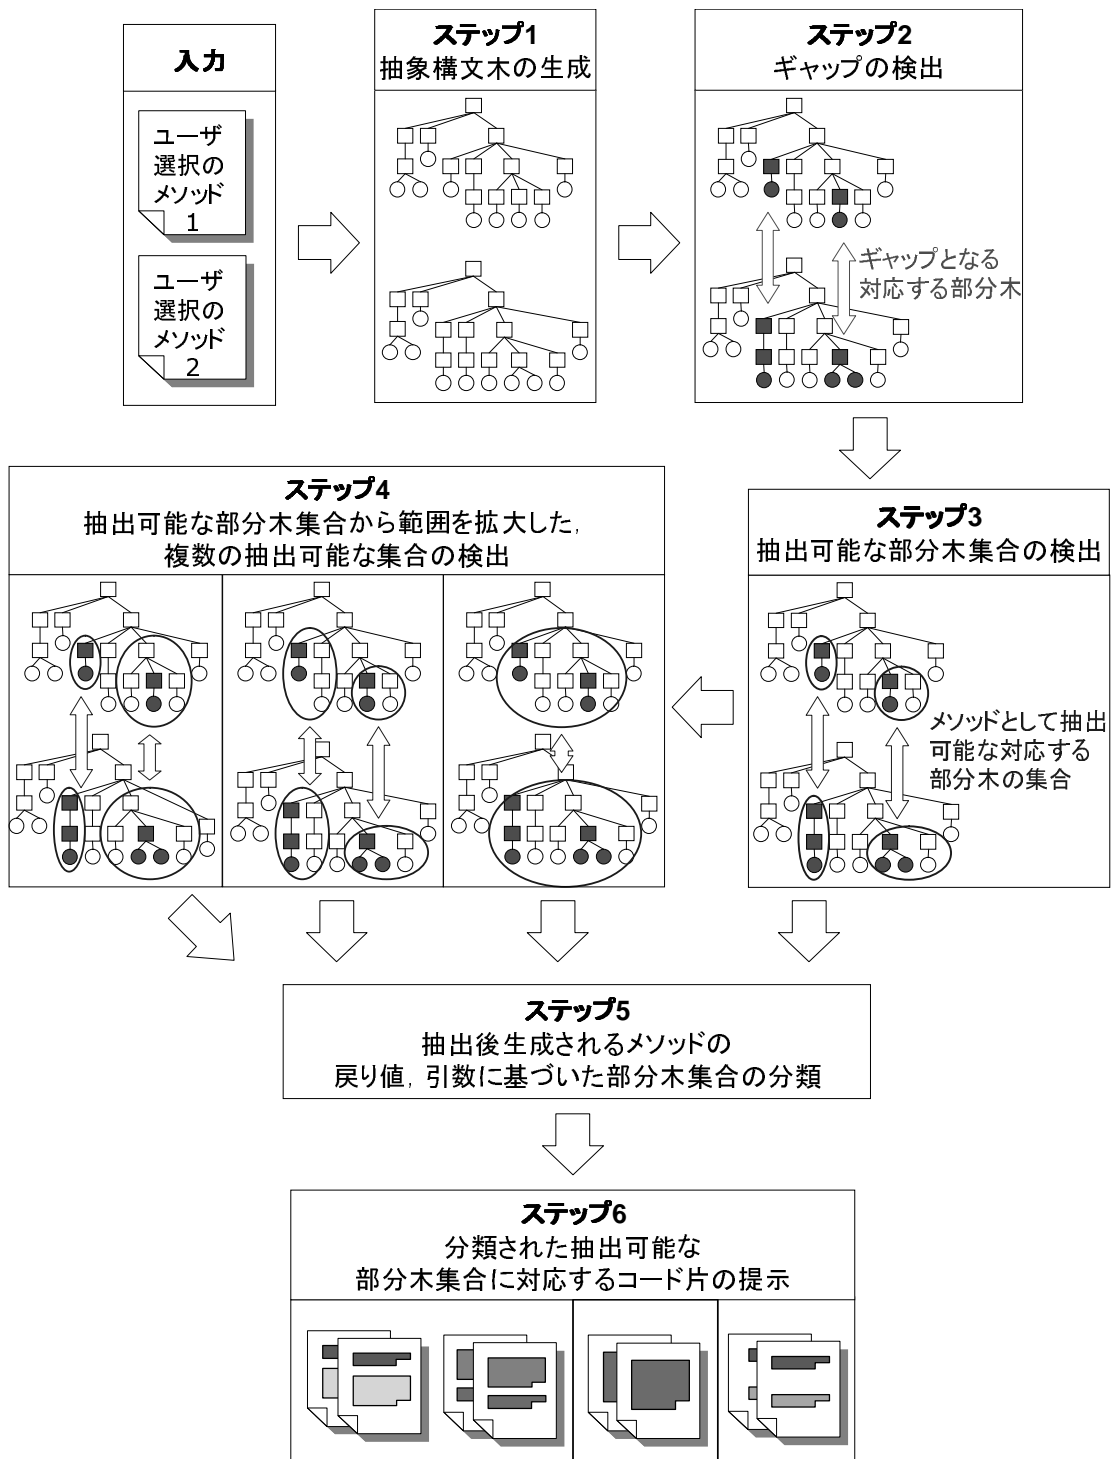 入力
ユーザ
選択の
メソッド
1
ユーザ
選択の
メソッド
2
ステップ1
抽象構文木の生成
ステップ2
ギャップの検出
ギャップとなる
対応する部分木
ステップ3
抽出可能な部分木集合の検出
メソッドとして抽出
可能な対応する
部分木の集合
ステップ4
抽出可能な部分木集合から範囲を拡大した,
複数の抽出可能な集合の検出
ステップ5
抽出後生成されるメソッドの
戻り値, 引数に基づいた部分木集合の分類
ステップ6
分類された抽出可能な
部分木集合に対応するコード片の提示